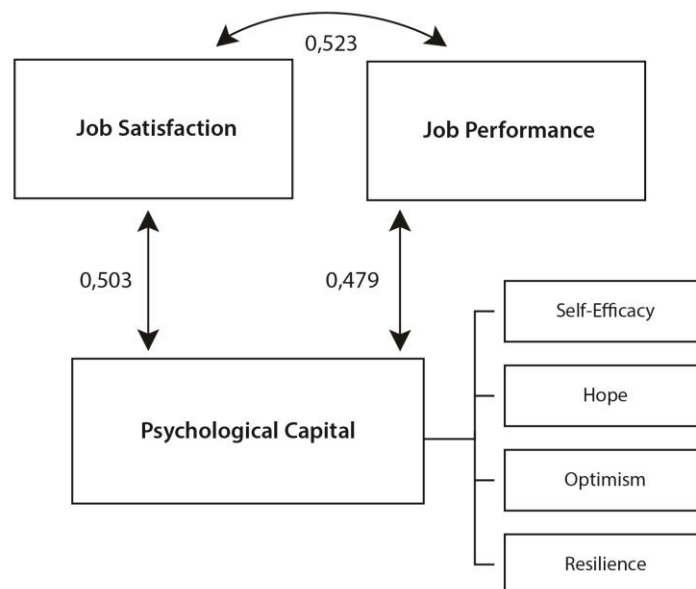 0,523
Job Satisfaction
Job Performance
0,503
0,479
Self-Efficacy
Hope
Psychological Capital
Optimism
Resilience